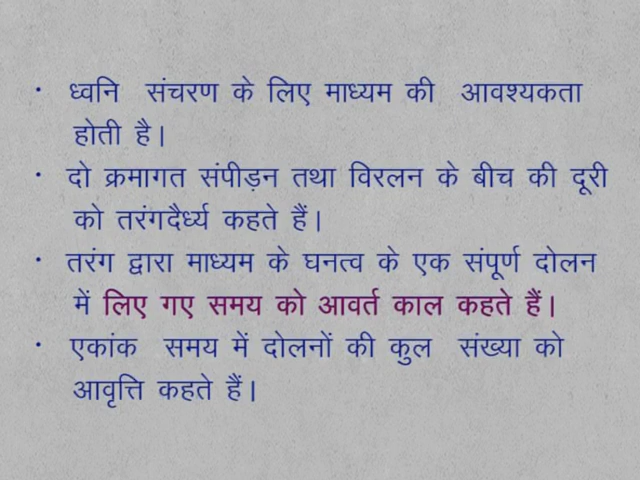 • ध्वनि संचरण के लिए माध्यम की आवश्यकता
होती है।
• दो क्रमागत संपीड़न तथा विरलन के बीच की दूरी
को तरंगदैर्ध्य कहते हैं।
• तरंग द्वारा माध्यम के घनत्व के एक संपूर्ण दोलन
में लिए गए समय को आवर्त काल कहते हैं।
• एकांक समय में दोलनों की कुल संख्या को
आवृत्ति कहते हैं।